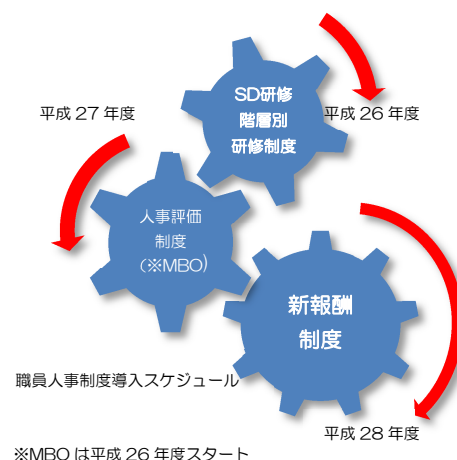 SD研修
階層別
研修制度
平成 26 年度
平成 27 年度
人事評価
制度
(※MBO)
新報酬
制度
職員人事制度導入スケジュール
平成 28 年度
※MBO は平成 26 年度スタート